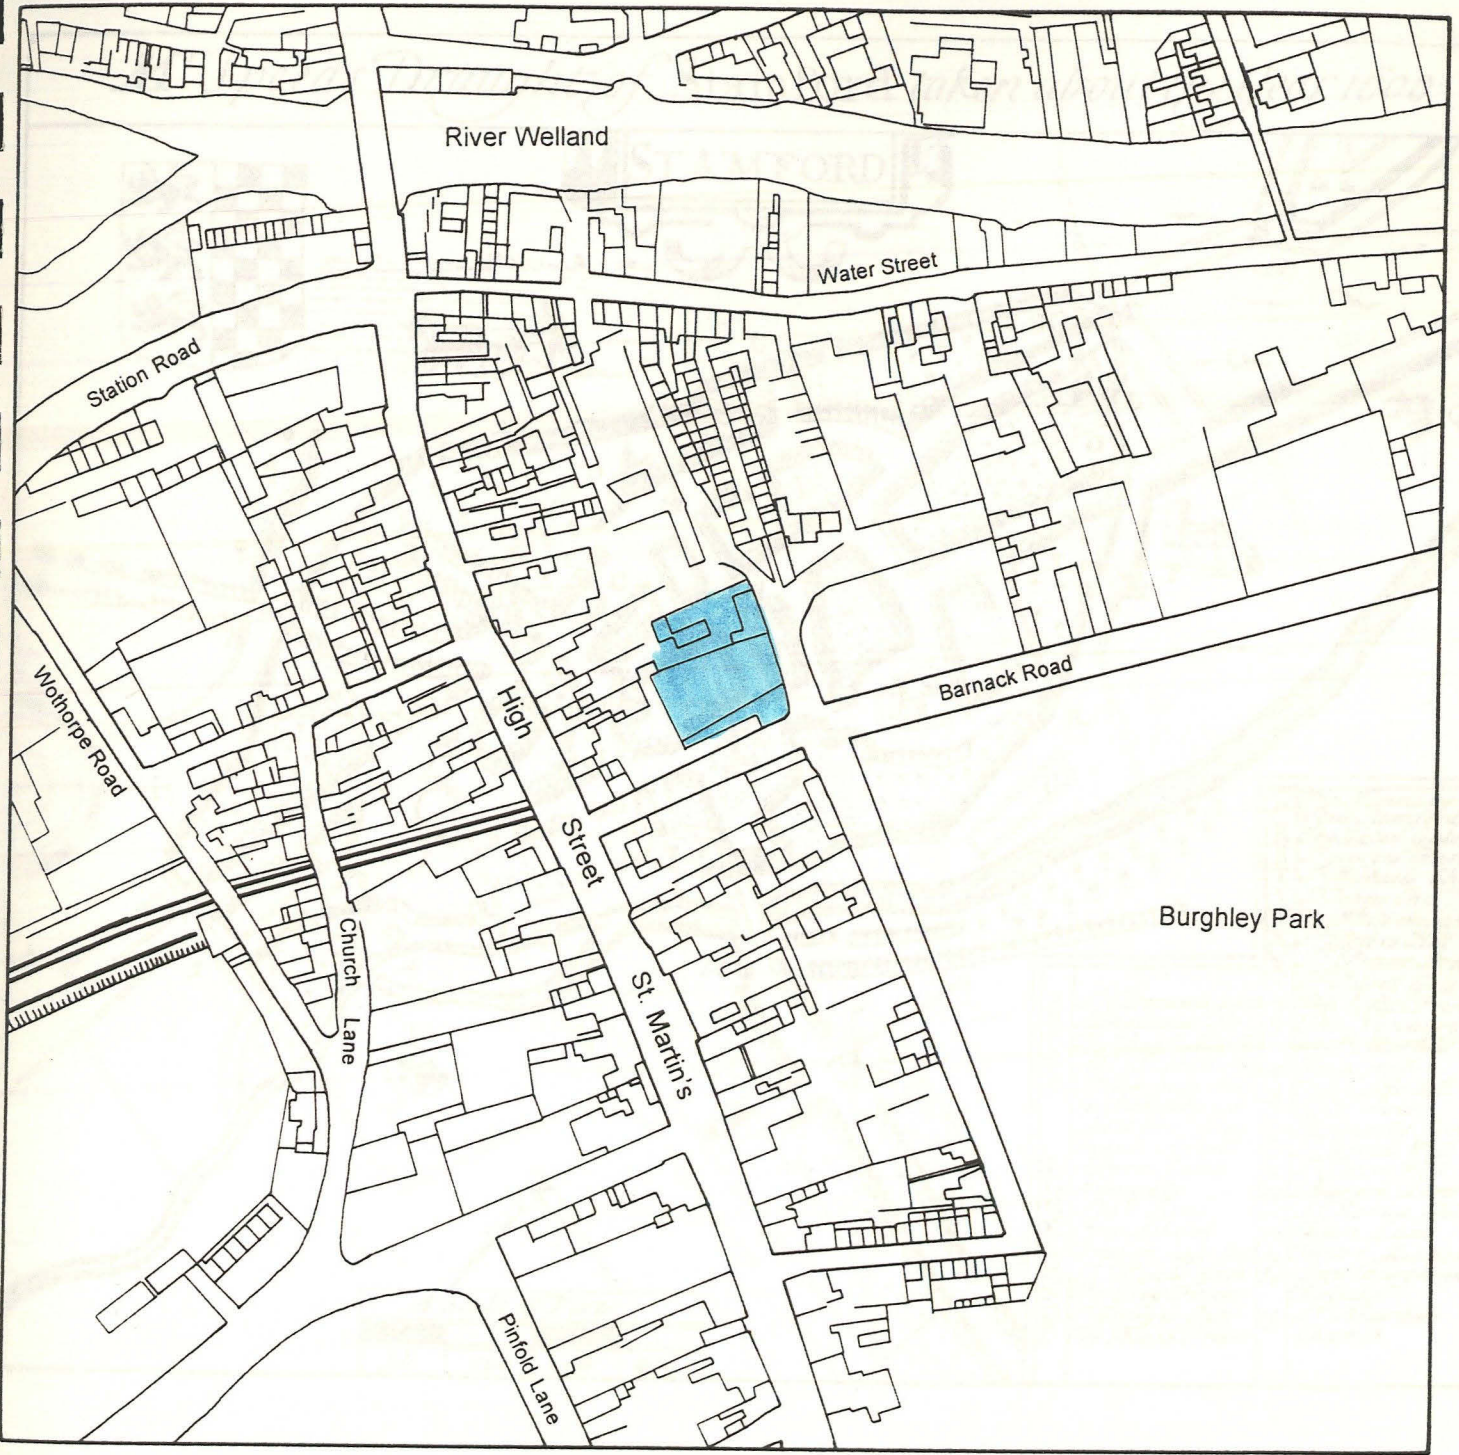 River Welland
Water Street
Station Road
Wothorpe Road
High
Street
St. Martin's
Barnack Road
Burghley Park
Church
Lane
Pinfold Lane
STAMFORD